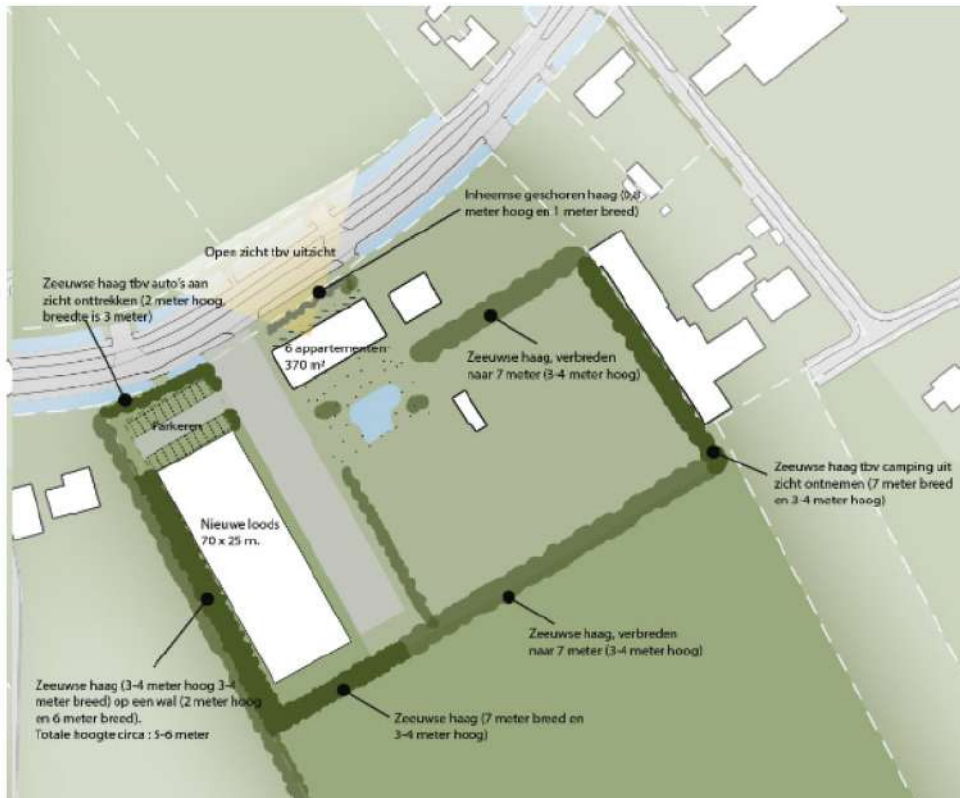 Inheemse geschoren haag (0,8
meter hoog en 1 meter breed)
Open zicht tbv uitzicht
Zeeuwse haag tbv auto's aan
zicht onttrekken (2 meter hoog,
breedte is 3 meter)
6 appartementen
370 m²
Zeeuwse haag, verbreden
naar 7 meter (3-4 meter hoog)
Parkeren
Zeeuwse haag tbv camping uit
zicht ontnemen (7 meter breed
en 3-4 meter hoog)
Nieuwe loods
70 x 25 m.
Zeeuwse haag, verbreden
naar 7 meter (3-4 meter hoog)
Zeeuwse haag (3-4 meter hoog 3-4
meter breed) op een wal (2 meter hoog
en 6 meter breed).
Totale hoogte circa : 5-6 meter
Zeeuwse haag (7 meter breed en
3-4 meter hoog)